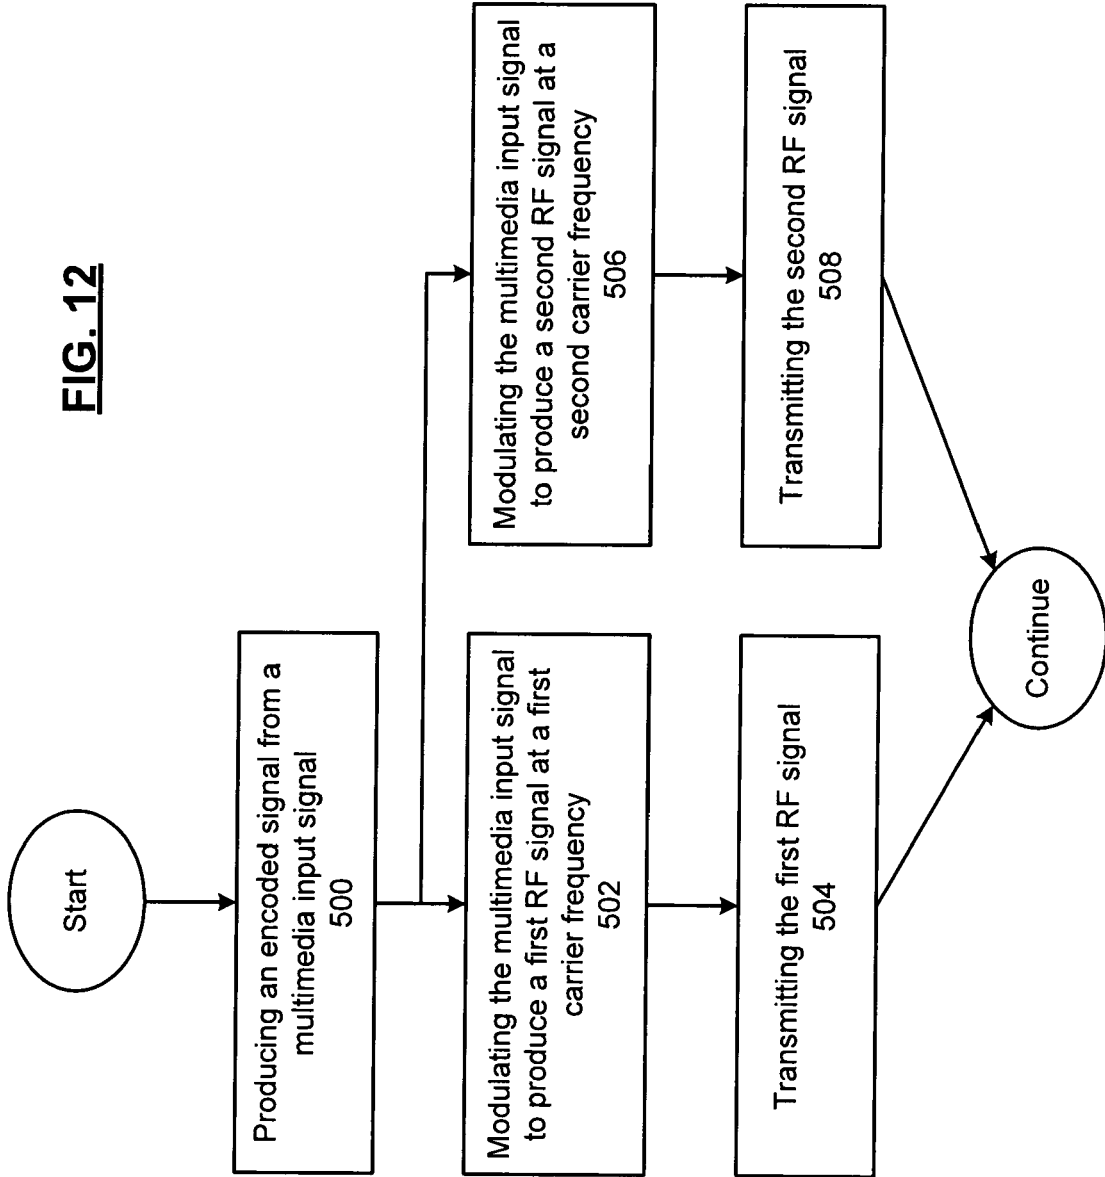 FIG. 12
Start
Producing an encoded signal from a
multimedia input signal
500
Modulating the multimedia input signal
to produce a first RF signal at a first
carrier frequency
502
Transmitting the first RF signal
504
Modulating the multimedia input signal
to produce a second RF signal at a
second carrier frequency
506
Transmitting the second RF signal
508
Continue